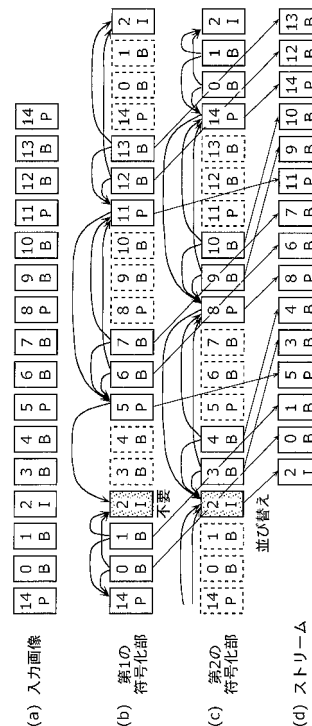 (a) 入力画像
14 0 1 2 3 4 5 6 7 8 9 10 11 12 13 14
P B B I B B P B B P B B P B B P
(b) 第1の
符号化部
14 0 1 2 3 4 5 6 7 8 9 10 11 12 13 14 0 1 2
P B B I B B P B B P B B P B B P B B I
不要
(c) 第2の
符号化部
14 0 1 2 3 4 5 6 7 8 9 10 11 12 13 14 0 1 2
P B B I B B P B B P B B P B B P B B I
並び替え
(d) ストリーム
2 0 1 5 3 4 8 6 7 11 9 10 14 12 13
I B B P B B P B B P B B P B B